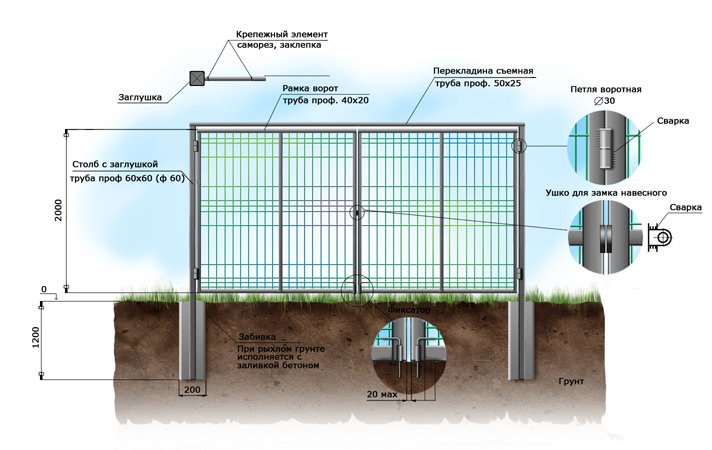 Крепежный элемент
саморез, заклепка
Заглушка
Рамка ворот
труба проф. 40х20
Перекладина съемная
труба проф. 50х25
Петля воротная
∅30
Сварка
Столб с заглушкой
труба проф 60х60 (ф 60)
Ушко для замка навесного
Сварка
2000
0
1200
Забивка
При рыхлом грунте
исполняется с
заливкой бетоном
200
Фиксатор
20 мах
Грунт